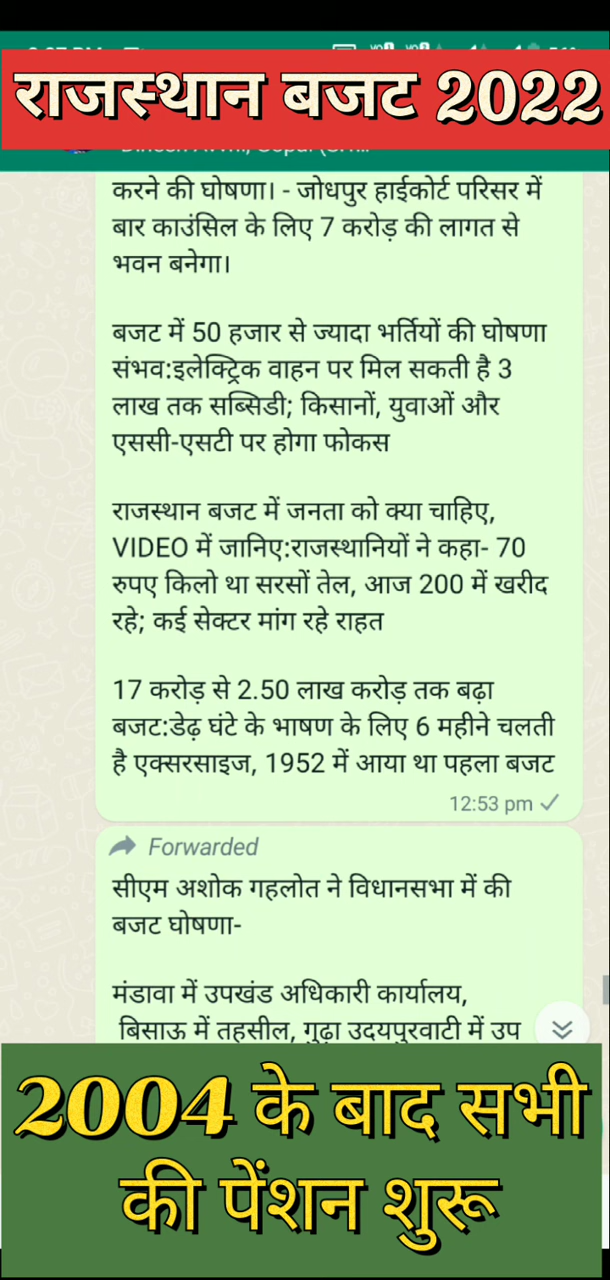 राजस्थान बजट 2022
करने की घोषणा। - जोधपुर हाईकोर्ट परिसर में
बार काउंसिल के लिए 7 करोड़ की लागत से
भवन बनेगा।
बजट में 50 हजार से ज्यादा भर्तियों की घोषणा
संभव:इलेक्ट्रिक वाहन पर मिल सकती है 3
लाख तक सब्सिडी; किसानों, युवाओं और
एससी-एसटी पर होगा फोकस
राजस्थान बजट में जनता को क्या चाहिए,
VIDEO में जानिए:राजस्थानियों ने कहा- 70
रुपए किलो था सरसों तेल, आज 200 में खरीद
रहे; कई सेक्टर मांग रहे राहत
17 करोड़ से 2.50 लाख करोड़ तक बढ़ा
बजट:डेढ़ घंटे के भाषण के लिए 6 महीने चलती
है एक्सरसाइज, 1952 में आया था पहला बजट
12:53 pm
Forwarded
सीएम अशोक गहलोत ने विधानसभा में की
बजट घोषणा-
मंडावा में उपखंड अधिकारी कार्यालय,
बिसाऊ में तहसील, गुढ़ा उदयपुरवाटी में उप
2004 के बाद सभी
की पेंशन शुरू